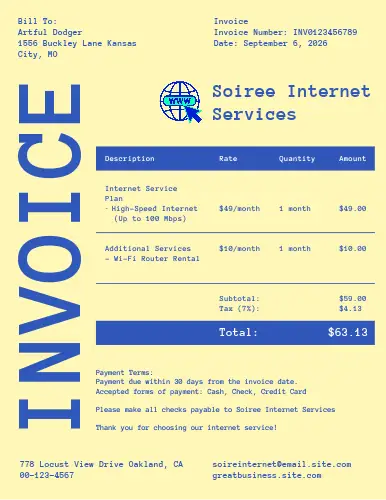 Bill To:
Artful Dodger
1556 Buckley Lane Kansas
City, MO
Invoice
Invoice Number: INV0123456789
Date: September 6, 2026
INVOICE
www
Soiree Internet
Services
Description Rate Quantity Amount
Internet Service
Plan
- High-Speed Internet $49/month 1 month $49.00
(Up to 100 Mbps)
Additional Services $10/month 1 month $10.00
- Wi-Fi Router Rental
Subtotal: $59.00
Tax (7%): $4.13
Total: $63.13
Payment Terms:
Payment due within 30 days from the invoice date.
Accepted forms of payment: Cash, Check, Credit Card
Please make all checks payable to Soiree Internet Services
Thank you for choosing our internet service!
778 Locust View Drive Oakland, CA
00-123-4567
soireinternet@email.site.com
greatbusiness.site.com